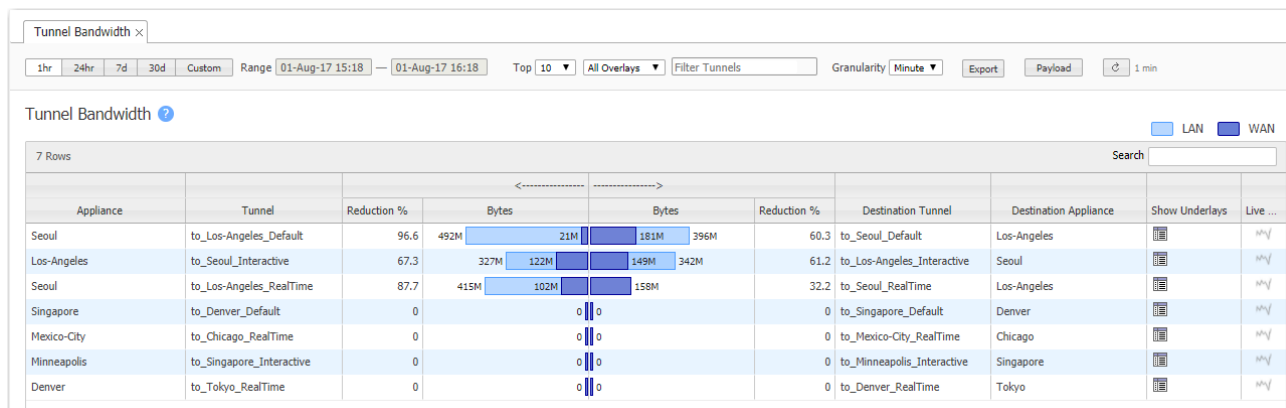 Tunnel Bandwidth ×
1hr 24hr 7d 30d Custom Range 01-Aug-17 15:18 — 01-Aug-17 16:18 Top 10 ▼ All Overlays ▼ Filter Tunnels Granularity Minute ▼ Export Payload 1 min
Tunnel Bandwidth ?
LAN WAN
7 Rows Search
<---------------- ---------------->
Appliance Tunnel Reduction % Bytes Bytes Reduction % Destination Tunnel Destination Appliance Show Underlays Live ...
Seoul to_Los-Angeles_Default 96.6 492M 21M 181M 396M 60.3 to_Seoul_Default Los-Angeles
Los-Angeles to_Seoul_Interactive 67.3 327M 122M 149M 342M 61.2 to_Los-Angeles_Interactive Seoul
Seoul to_Los-Angeles_RealTime 87.7 415M 102M 158M 32.2 to_Seoul_RealTime Los-Angeles
Singapore to_Denver_Default 0 0 0 0 to_Singapore_Default Denver
Mexico-City to_Chicago_RealTime 0 0 0 0 to_Mexico-City_RealTime Chicago
Minneapolis to_Singapore_Interactive 0 0 0 0 to_Minneapolis_Interactive Singapore
Denver to_Tokyo_RealTime 0 0 0 0 to_Denver_RealTime Tokyo